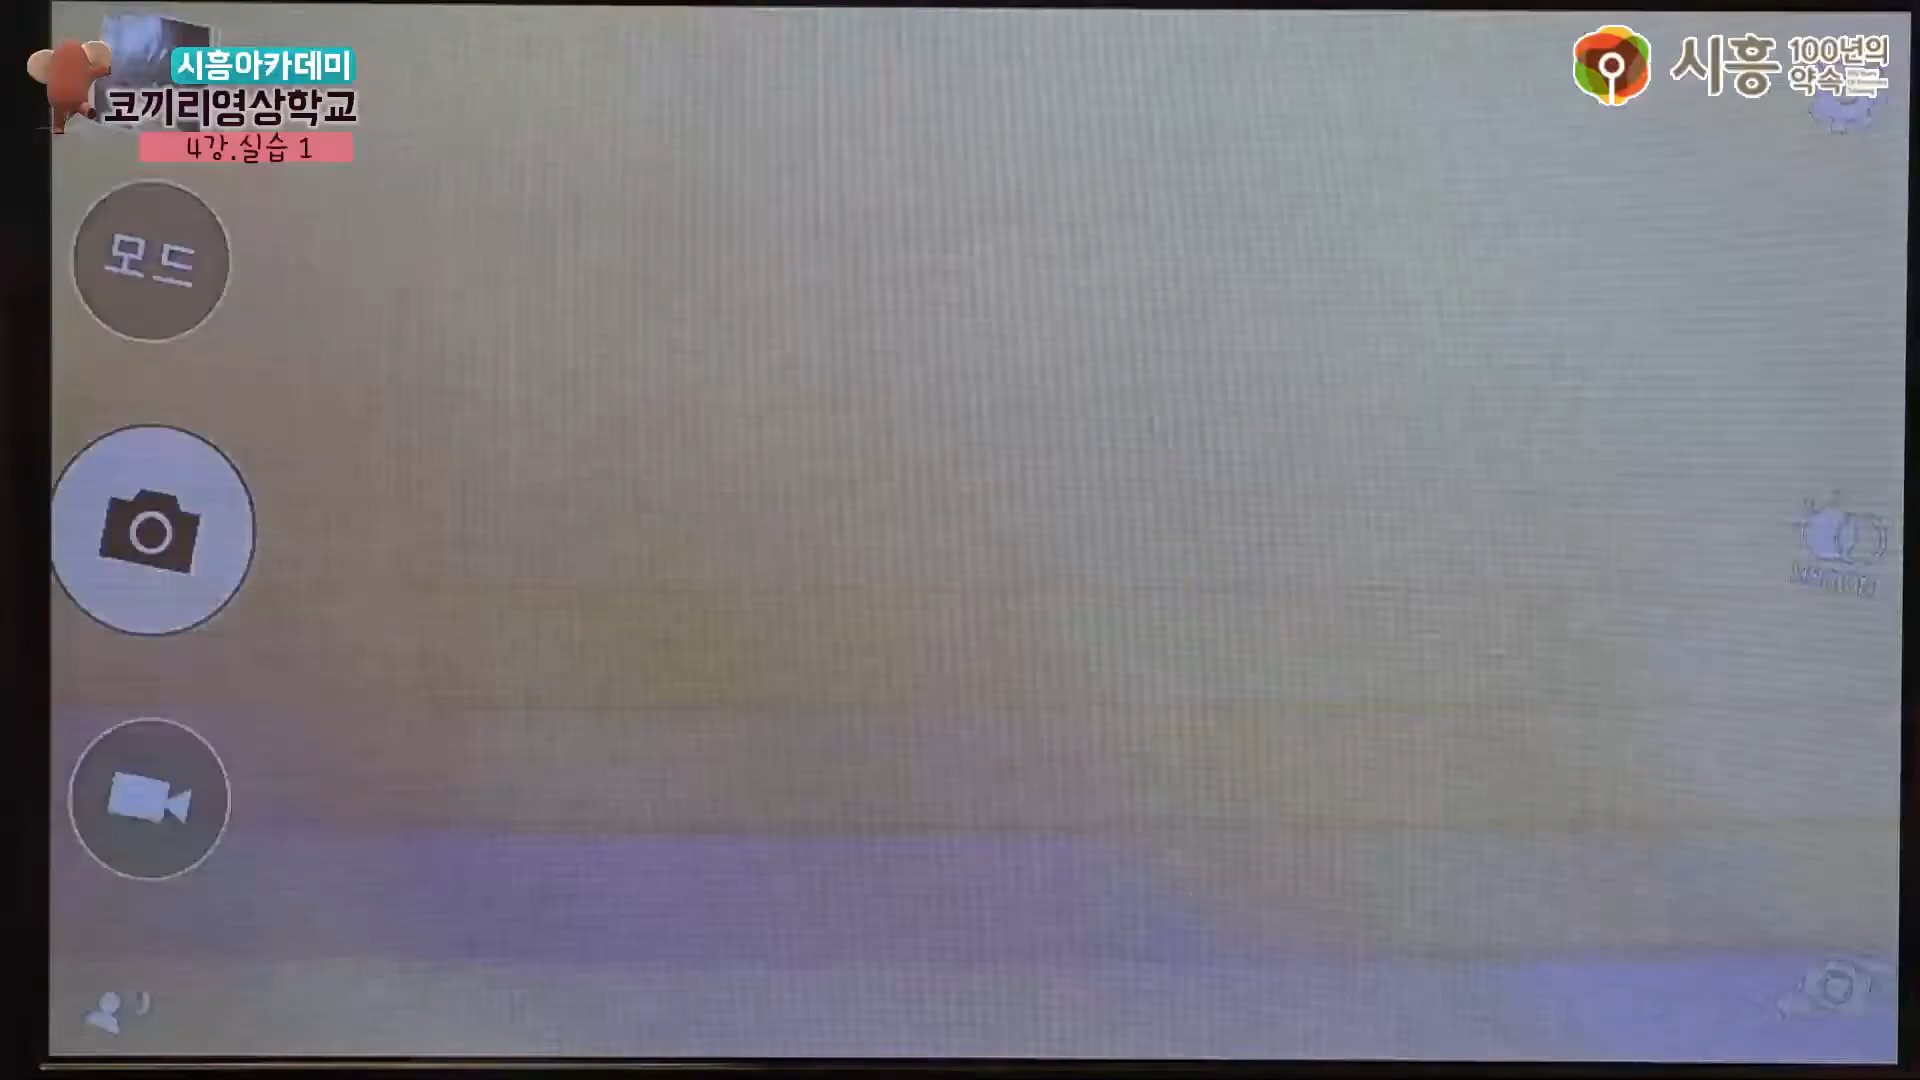 시흥아카데미
코끼리영상학교
4강.실습 1
시흥 100년의
약속
모드